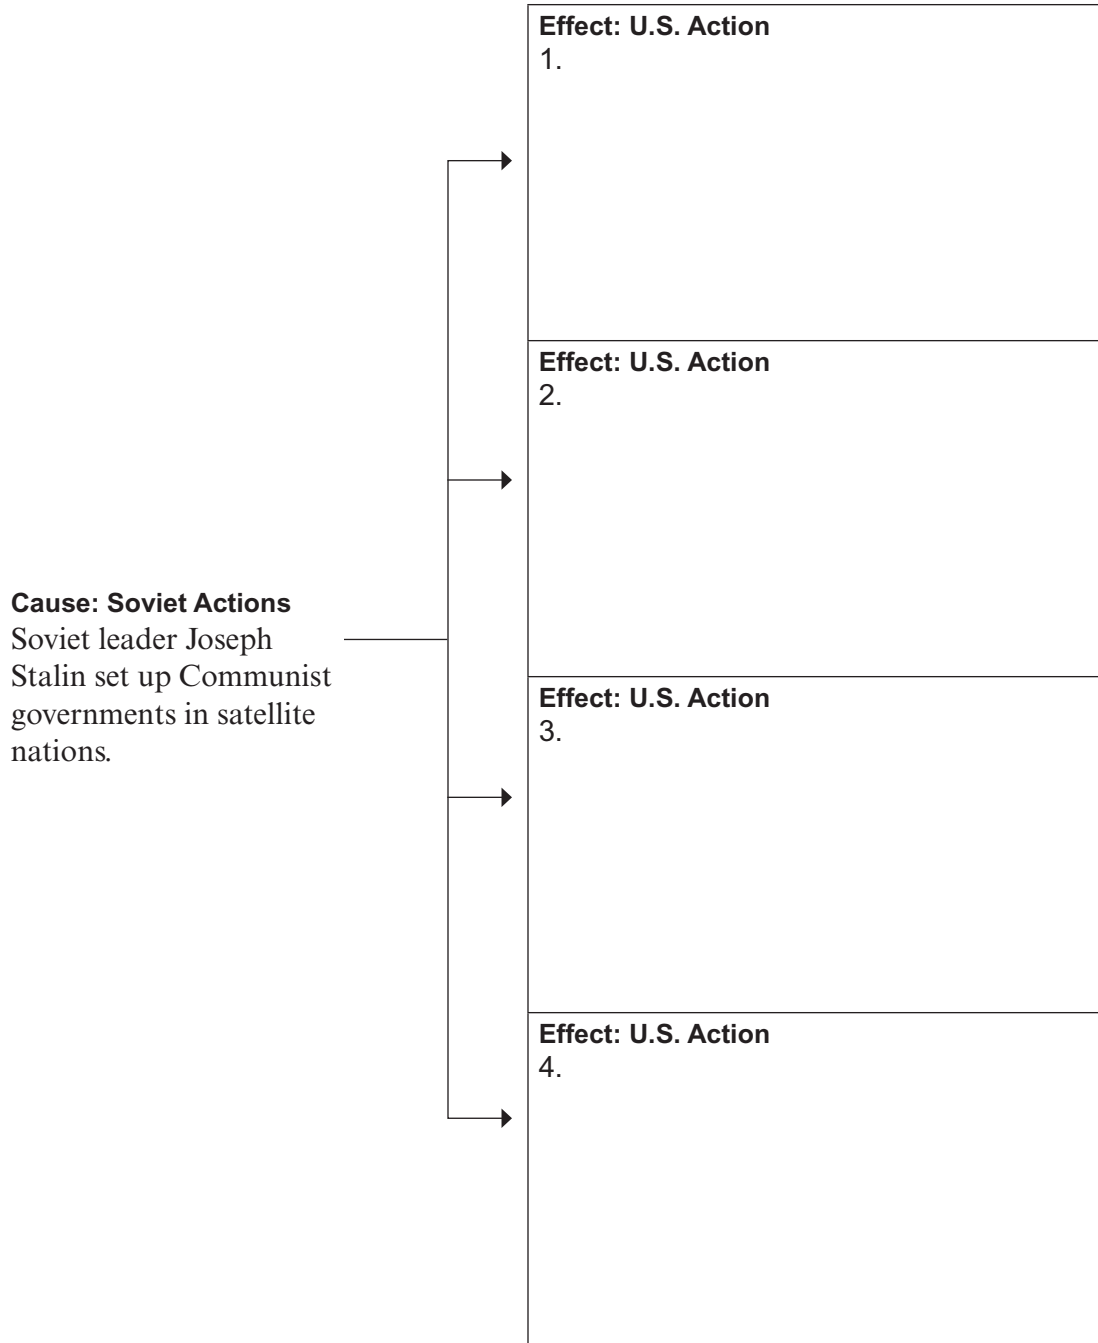 Effect: U.S. Action
1.
Effect: U.S. Action
2.
Cause: Soviet Actions
Soviet leader Joseph
Stalin set up Communist
governments in satellite
nations.
Effect: U.S. Action
3.
Effect: U.S. Action
4.